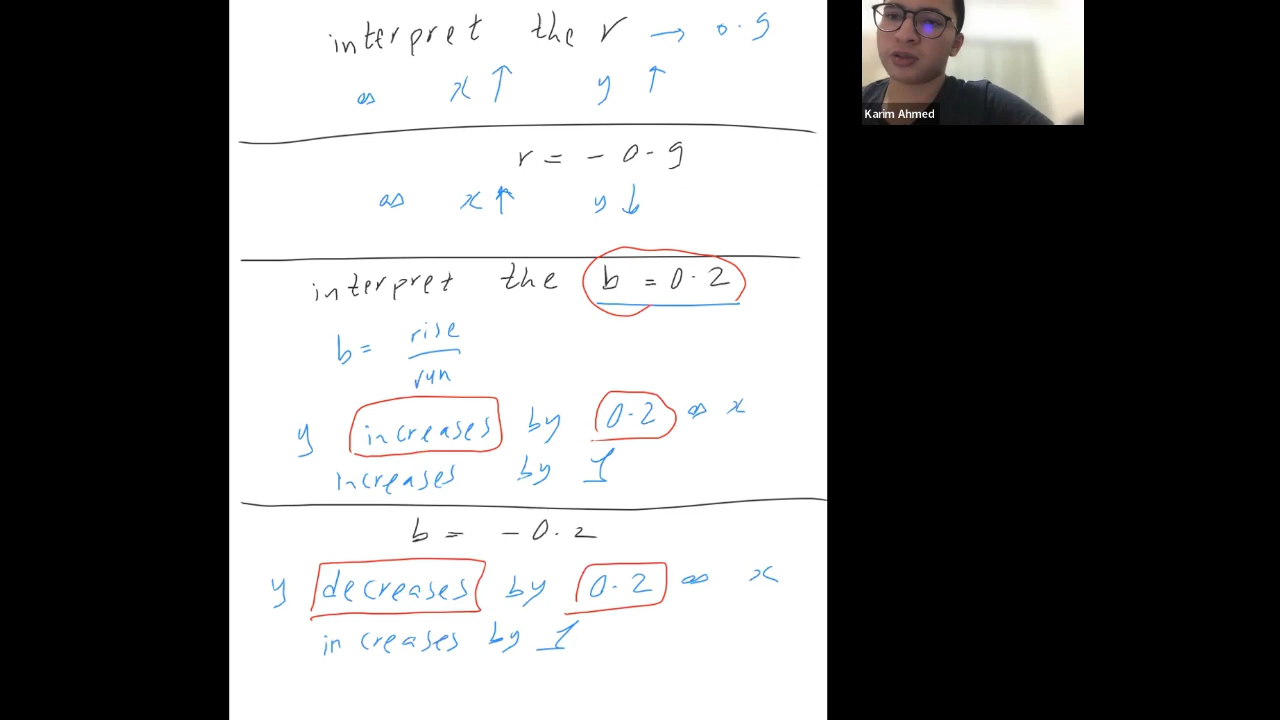 interpret the r → 0.9
as x ↑ y ↑
r = - 0.9
as x ↑ y ↓
interpret the b = 0.2
b = rise
run
y increases by 0.2 as x
increases by 1
b = - 0.2
y decreases by 0.2 as x
increases by 1
Karim Ahmed